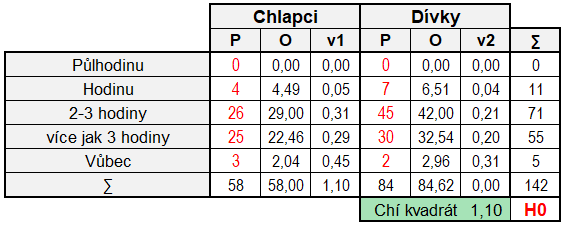 Chlapci Dívky
P O v1 P O v2 ∑
Půlhodinu 0 0,00 0,00 0 0,00 0,00 0
Hodinu 4 4,49 0,05 7 6,51 0,04 11
2-3 hodiny 26 29,00 0,31 45 42,00 0,21 71
více jak 3 hodiny 25 22,46 0,29 30 32,54 0,20 55
Vůbec 3 2,04 0,45 2 2,96 0,31 5
∑ 58 58,00 1,10 84 84,62 0,00 142
Chí kvadrát 1,10 H0